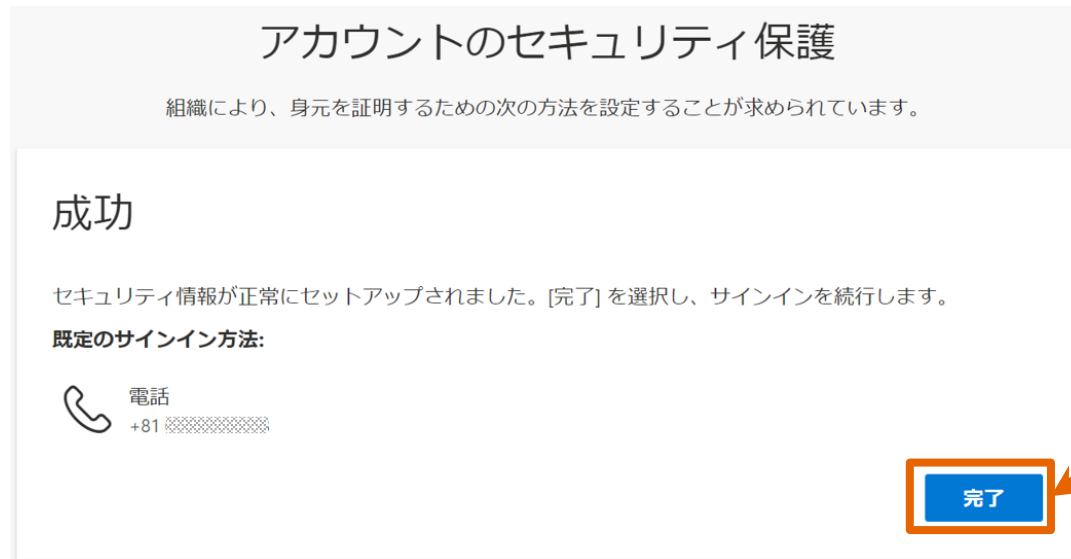 アカウントのセキュリティ保護
組織により、身元を証明するための次の方法を設定することが求められています。
成功
セキュリティ情報が正常にセットアップされました。[完了] を選択し、サインインを続行します。
既定のサインイン方法:
電話
+81
完了